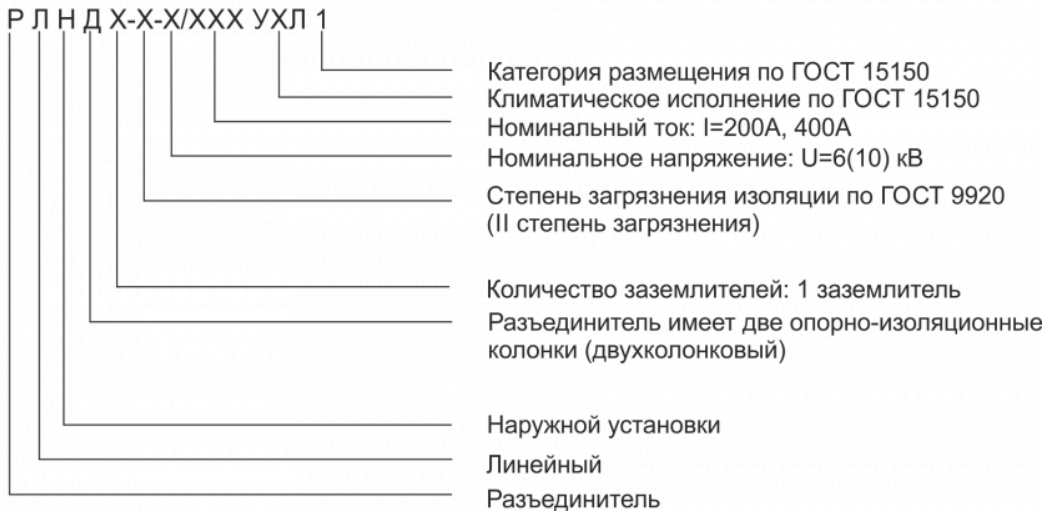 Р Л Н Д Х-Х-Х/ХХХ УХЛ 1
Категория размещения по ГОСТ 15150
Климатическое исполнение по ГОСТ 15150
Номинальный ток: I=200А, 400А
Номинальное напряжение: U=6(10) кВ
Степень загрязнения изоляции по ГОСТ 9920
(II степень загрязнения)
Количество заземлителей: 1 заземлитель
Разъединитель имеет две опорно-изоляционные
колонки (двухколонковый)
Наружной установки
Линейный
Разъединитель